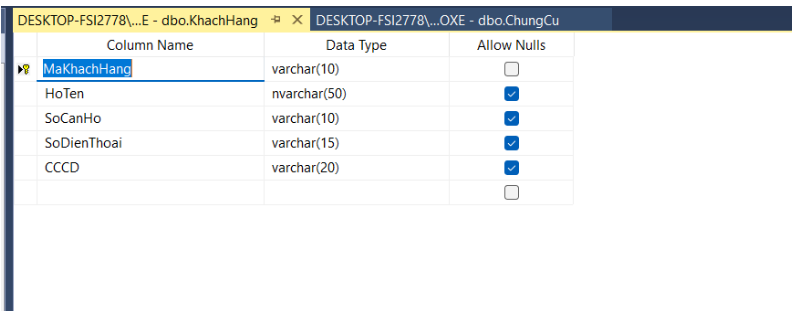 DESKTOP-FSI2778\...E - dbo.KhachHang DESKTOP-FSI2778\...OXE - dbo.ChungCu
Column Name Data Type Allow Nulls
MaKhachHang varchar(10)
HoTen nvarchar(50)
SoCanHo varchar(10)
SoDienThoai varchar(15)
CCCD varchar(20)